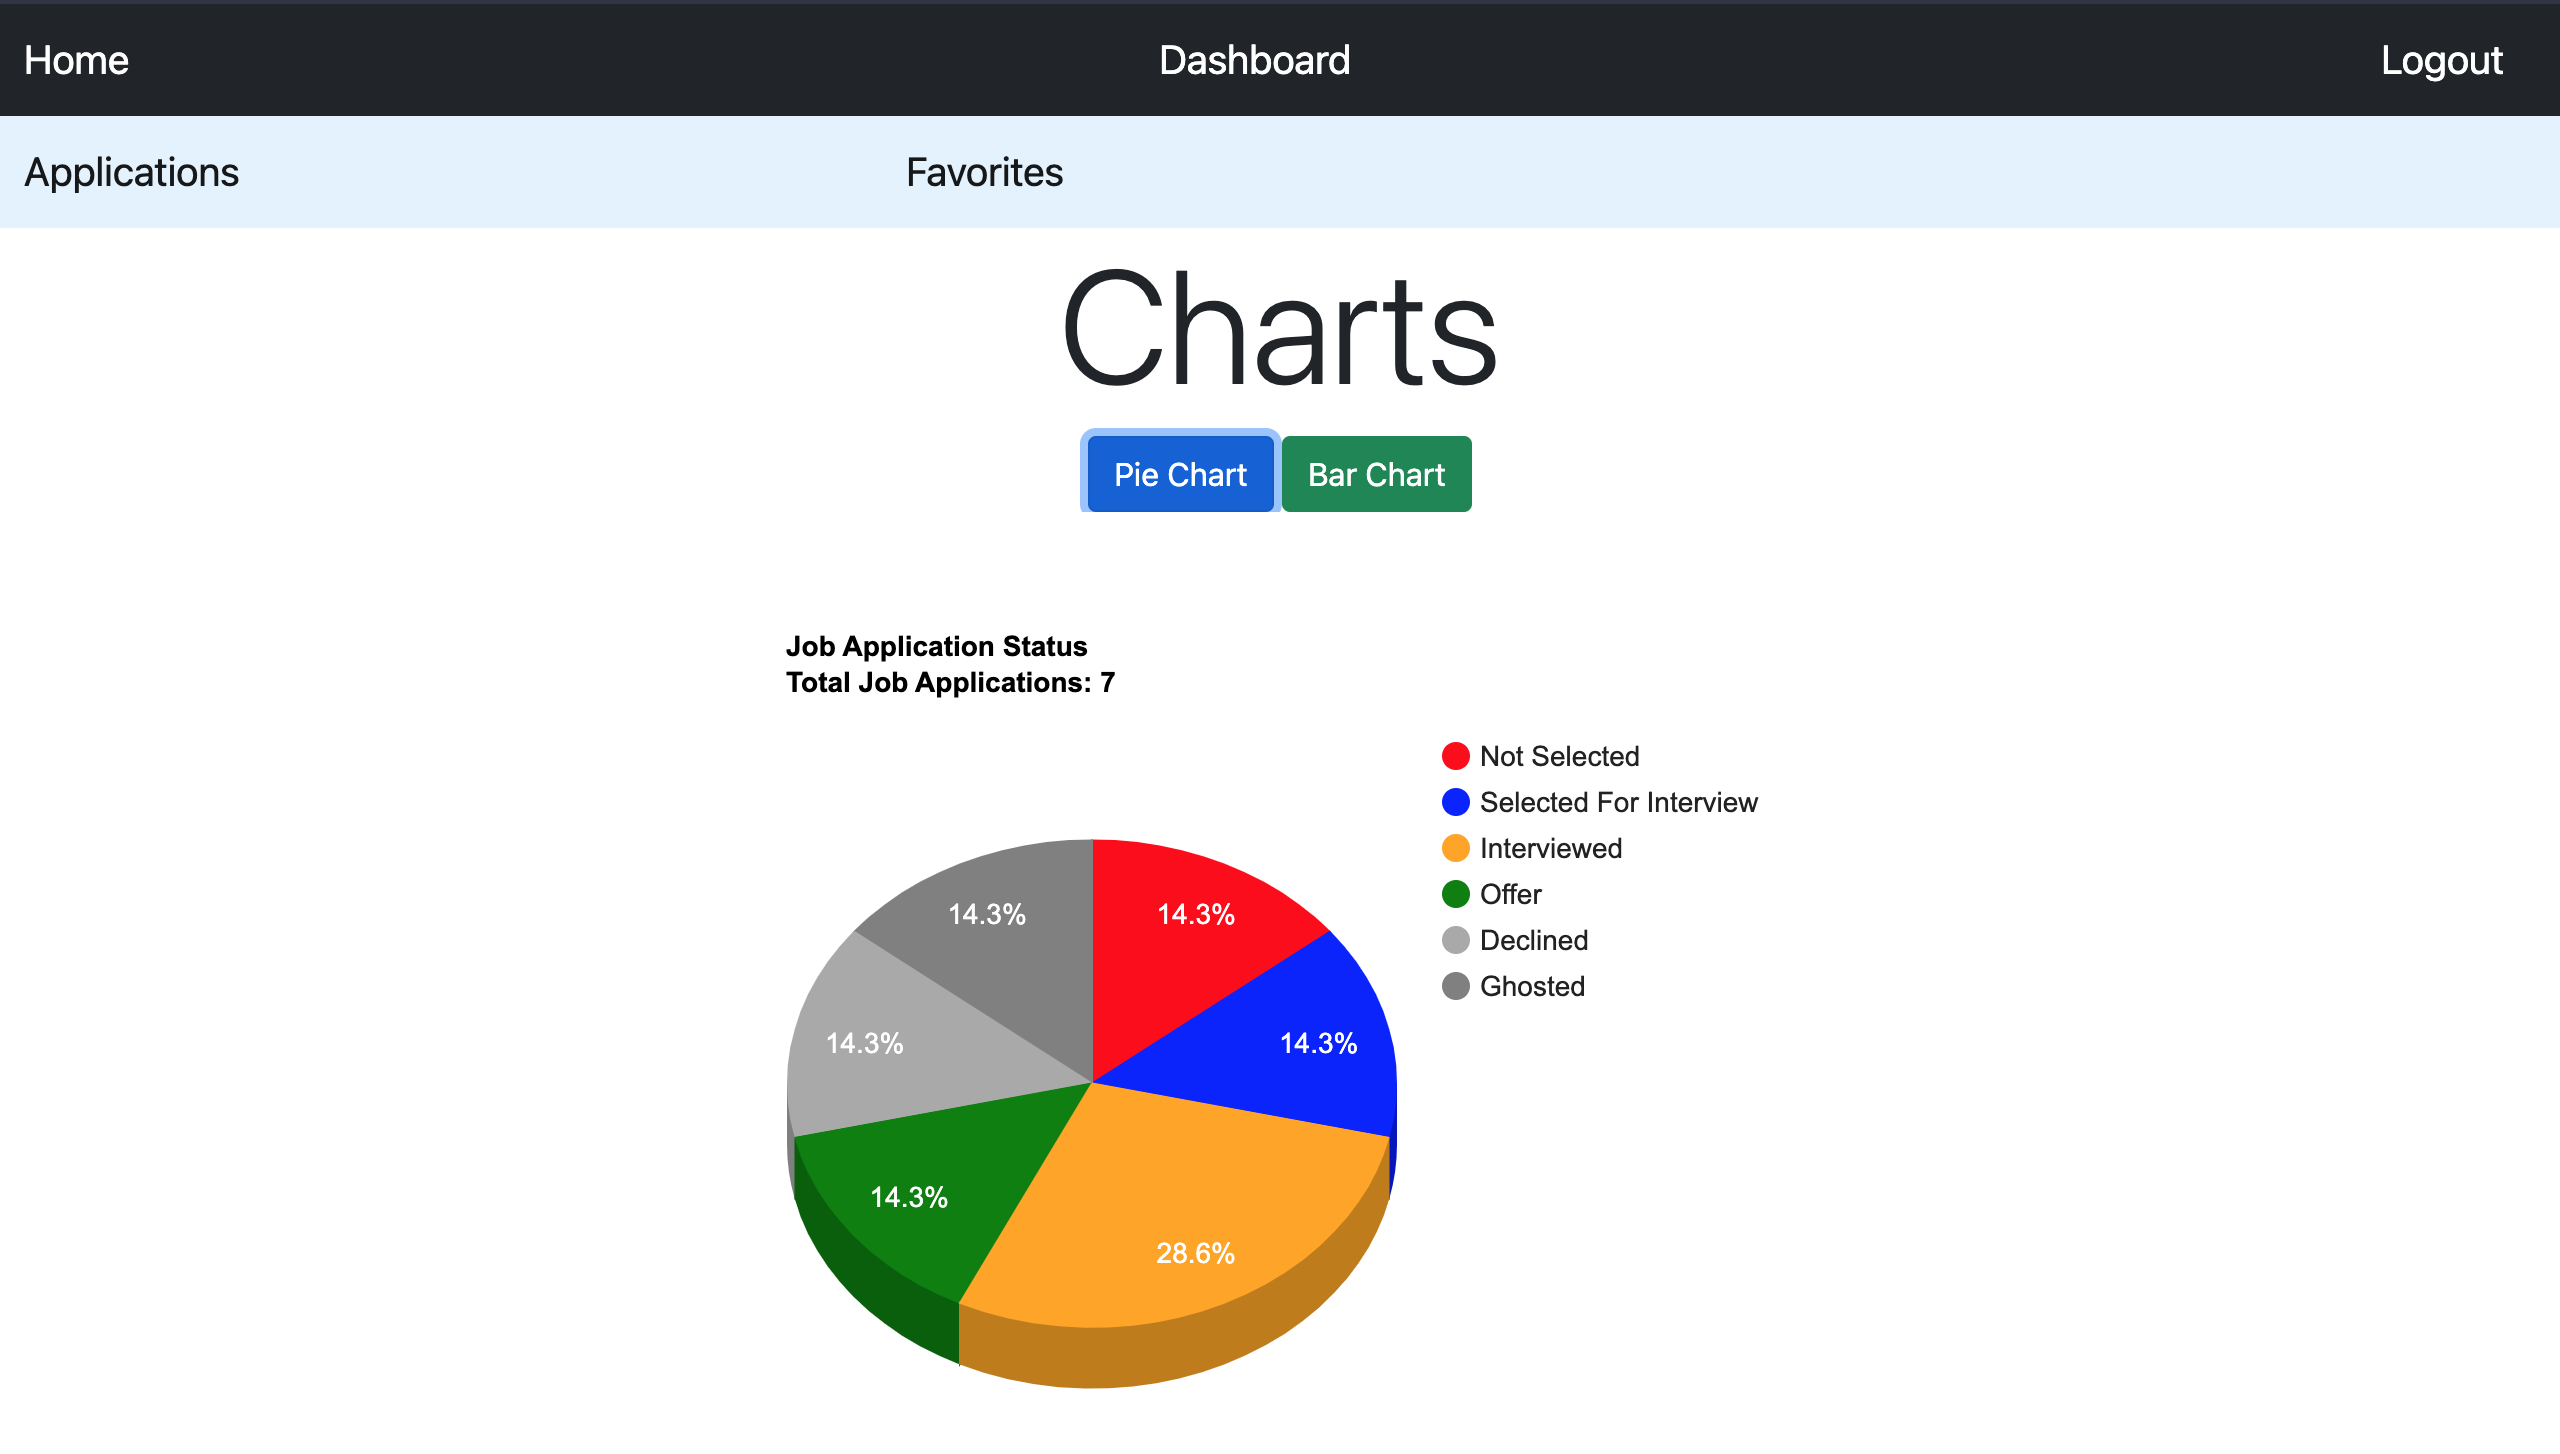 Home Dashboard Logout
Applications Favorites
Charts
Pie Chart Bar Chart
Job Application Status
Total Job Applications: 7
Not Selected
Selected For Interview
Interviewed
Offer
Declined
Ghosted
14.3% 14.3%
14.3% 14.3%
14.3%
28.6%